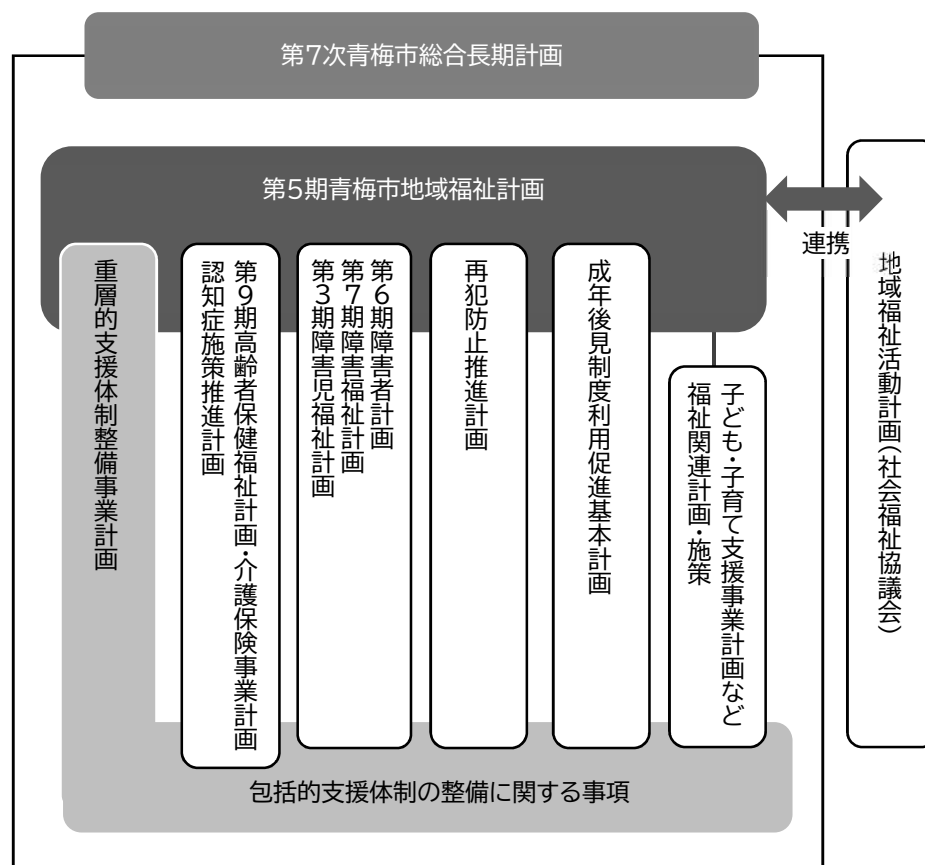 第7次青梅市総合長期計画
第5期青梅市地域福祉計画
連携
重層的支援体制整備事業計画
第9期高齢者保健福祉計画・介護保険事業計画
認知症施策推進計画
第6期障害者計画
第7期障害福祉計画
第3期障害児福祉計画
再犯防止推進計画
成年後見制度利用促進基本計画
子ども・子育て支援事業計画など
福祉関連計画・施策
地域福祉活動計画(社会福祉協議会)
包括的支援体制の整備に関する事項